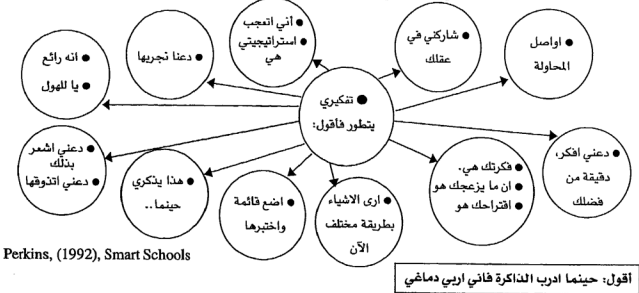 ● اواصل
المحاولة
● شاركني في
عقلك
● أني اتعجب
● استراتيجيتي
هي
● دعنا نجربها
● انه رائع
● يا للهول
● تفكيري
يتطور فأقول:
● دعني افكر،
دقيقة من
فضلك
● فكرتك هي.
● ان ما يزعجك هو
● اقتراحك هو
● ارى الاشياء
بطريقة مختلف
الآن
● اضع قائمة
واختبرها
● هذا يذكري
حينما..
● دعني اشعر
بذلك
● دعني اتذوقها
Perkins, (1992), Smart Schools
أقول: حينما ادرب الذاكرة فاني اربي دماغي